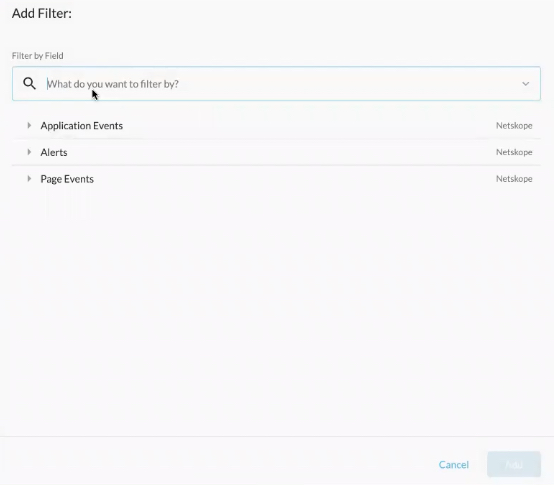 Add Filter:
Filter by Field
What do you want to filter by?
Application Events Netskope
Alerts Netskope
Page Events Netskope
Cancel Add